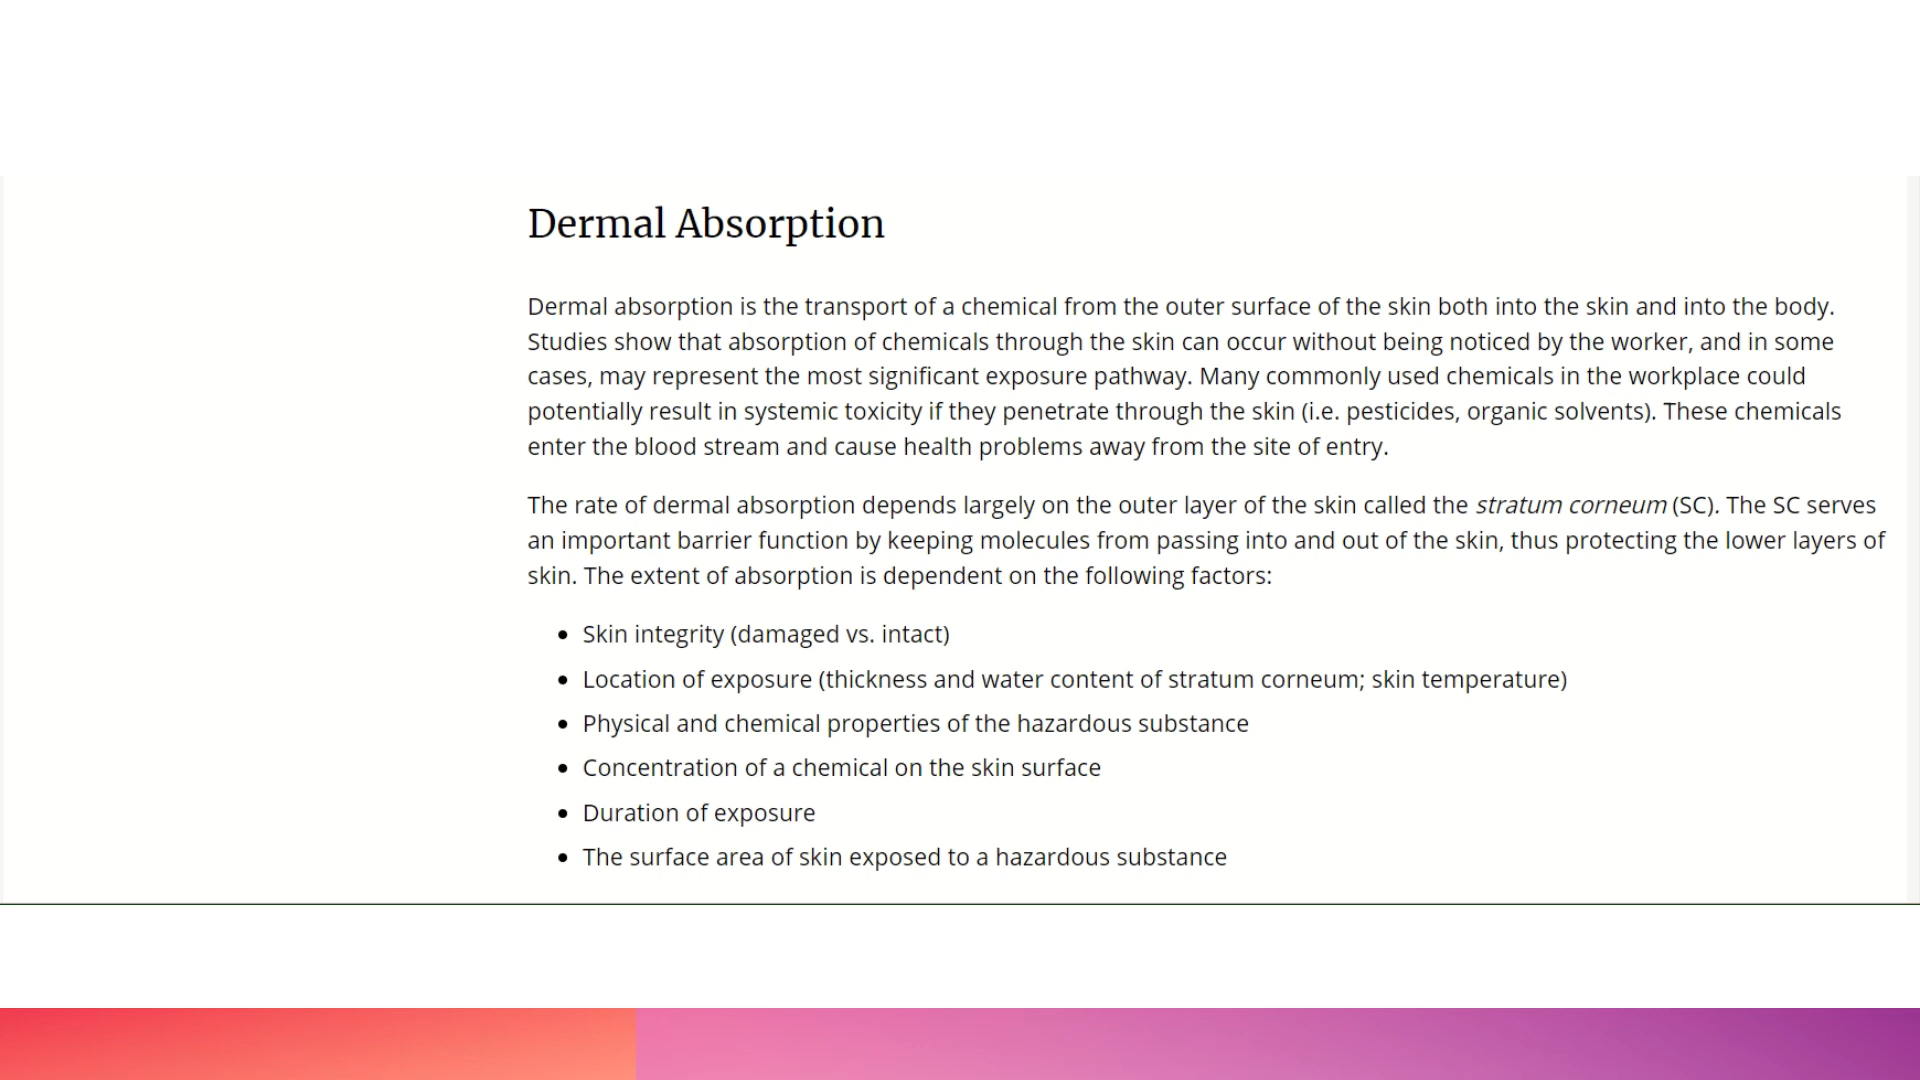 Dermal Absorption
Dermal absorption is the transport of a chemical from the outer surface of the skin both into the skin and into the body.
Studies show that absorption of chemicals through the skin can occur without being noticed by the worker, and in some
cases, may represent the most significant exposure pathway. Many commonly used chemicals in the workplace could
potentially result in systemic toxicity if they penetrate through the skin (i.e. pesticides, organic solvents). These chemicals
enter the blood stream and cause health problems away from the site of entry.
The rate of dermal absorption depends largely on the outer layer of the skin called the stratum corneum (SC). The SC serves
an important barrier function by keeping molecules from passing into and out of the skin, thus protecting the lower layers of
skin. The extent of absorption is dependent on the following factors:
• Skin integrity (damaged vs. intact)
• Location of exposure (thickness and water content of stratum corneum; skin temperature)
• Physical and chemical properties of the hazardous substance
• Concentration of a chemical on the skin surface
• Duration of exposure
• The surface area of skin exposed to a hazardous substance